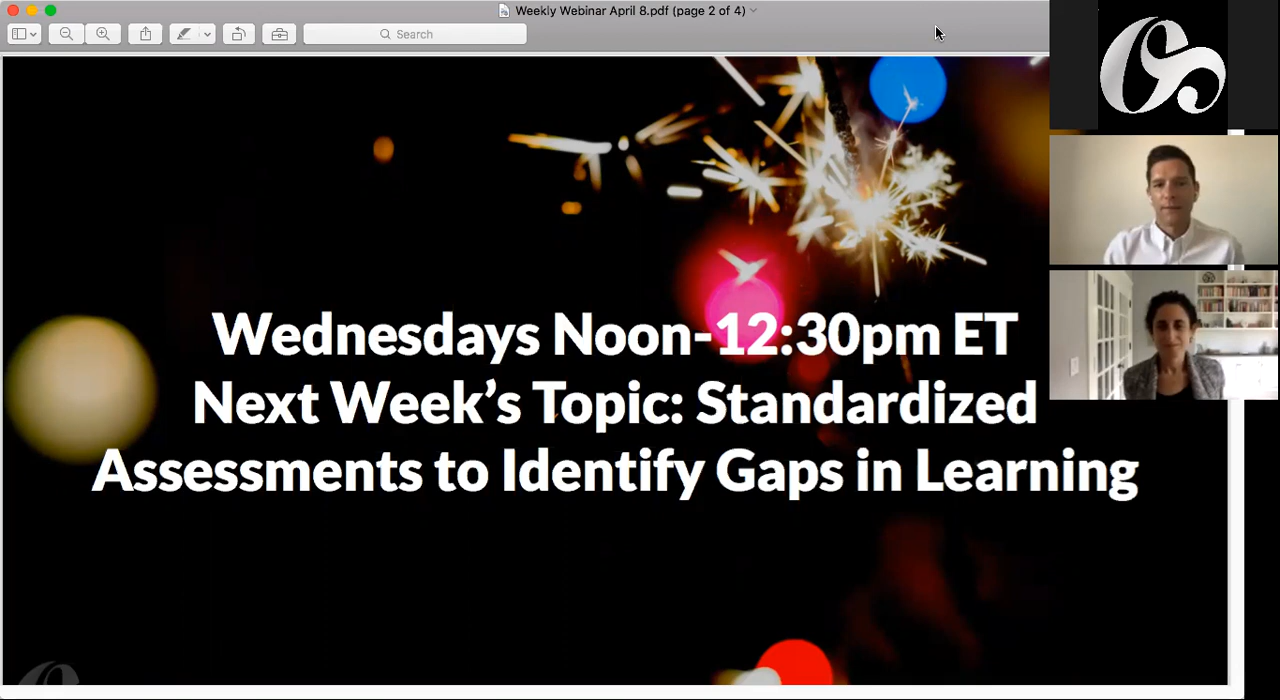 Weekly Webinar April 8.pdf (page 2 of 4)
Search
Wednesdays Noon-12:30pm ET
Next Week’s Topic: Standardized
Assessments to Identify Gaps in Learning